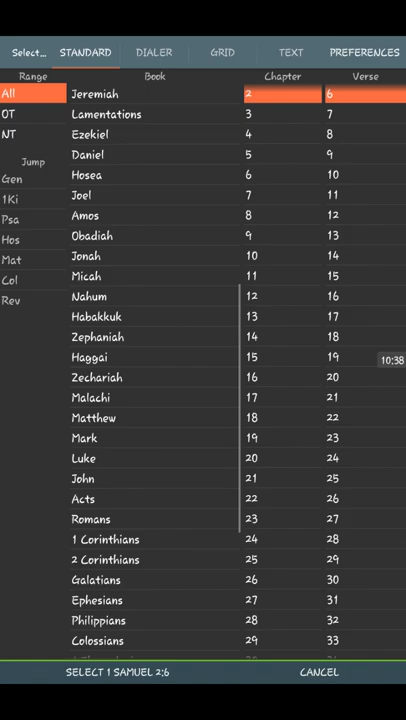 Select... STANDARD DIALER GRID TEXT PREFERENCES
Range Book Chapter Verse
All Jeremiah 2 6
Lamentations 3 7
OT
Ezekiel 4 8
NT
Daniel 5 9
Jump
Hosea 6 10
Gen
Joel 7 11
1Ki
Amos 8 12
Psa
Obadiah 9 13
Hos
Jonah 10 14
Mat
Micah 11 15
Col
Nahum 12 16
Rev
Habakkuk 13 17
Zephaniah 14 18
Haggai 15 19
10:38
Zechariah 16 20
Malachi 17 21
Matthew 18 22
Mark 19 23
Luke 20 24
John 21 25
Acts 22 26
Romans 23 27
1 Corinthians 24 28
2 Corinthians 25 29
Galatians 26 30
Ephesians 27 31
Philippians 28 32
Colossians 29 33
SELECT 1 SAMUEL 2:6 CANCEL